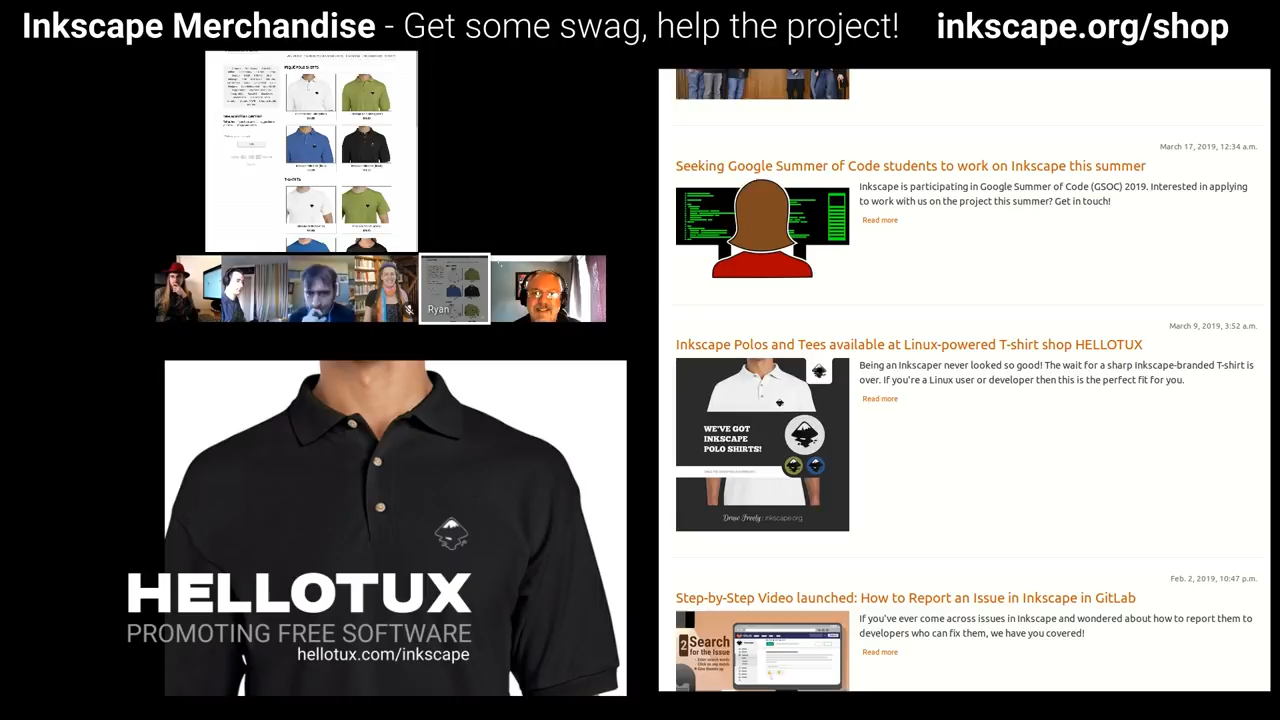 Inkscape Merchandise - Get some swag, help the project! inkscape.org/shop
Ryan
HELLOTUX
PROMOTING FREE SOFTWARE
hellotux.com/inkscape
March 17, 2019, 12:34 a.m.
Seeking Google Summer of Code students to work on Inkscape this summer
Inkscape is participating in Google Summer of Code (GSOC) 2019. Interested in applying
to work with us on the project this summer? Get in touch!
Read more
March 9, 2019, 3:52 a.m.
Inkscape Polos and Tees available at Linux-powered T-shirt shop HELLOTUX
Being an Inkscaper never looked so good! The wait for a sharp Inkscape-branded T-shirt is
over. If you're a Linux user or developer then this is the perfect fit for you.
Read more
WE'VE GOT
INKSCAPE
POLO SHIRTS!
Draw Freely | inkscape.org
Feb. 2, 2019, 10:47 p.m.
Step-by-Step Video launched: How to Report an Issue in Inkscape in GitLab
If you've ever come across issues in Inkscape and wondered about how to report them to
developers who can fix them, we have you covered!
Read more
2 Search
for the Issue